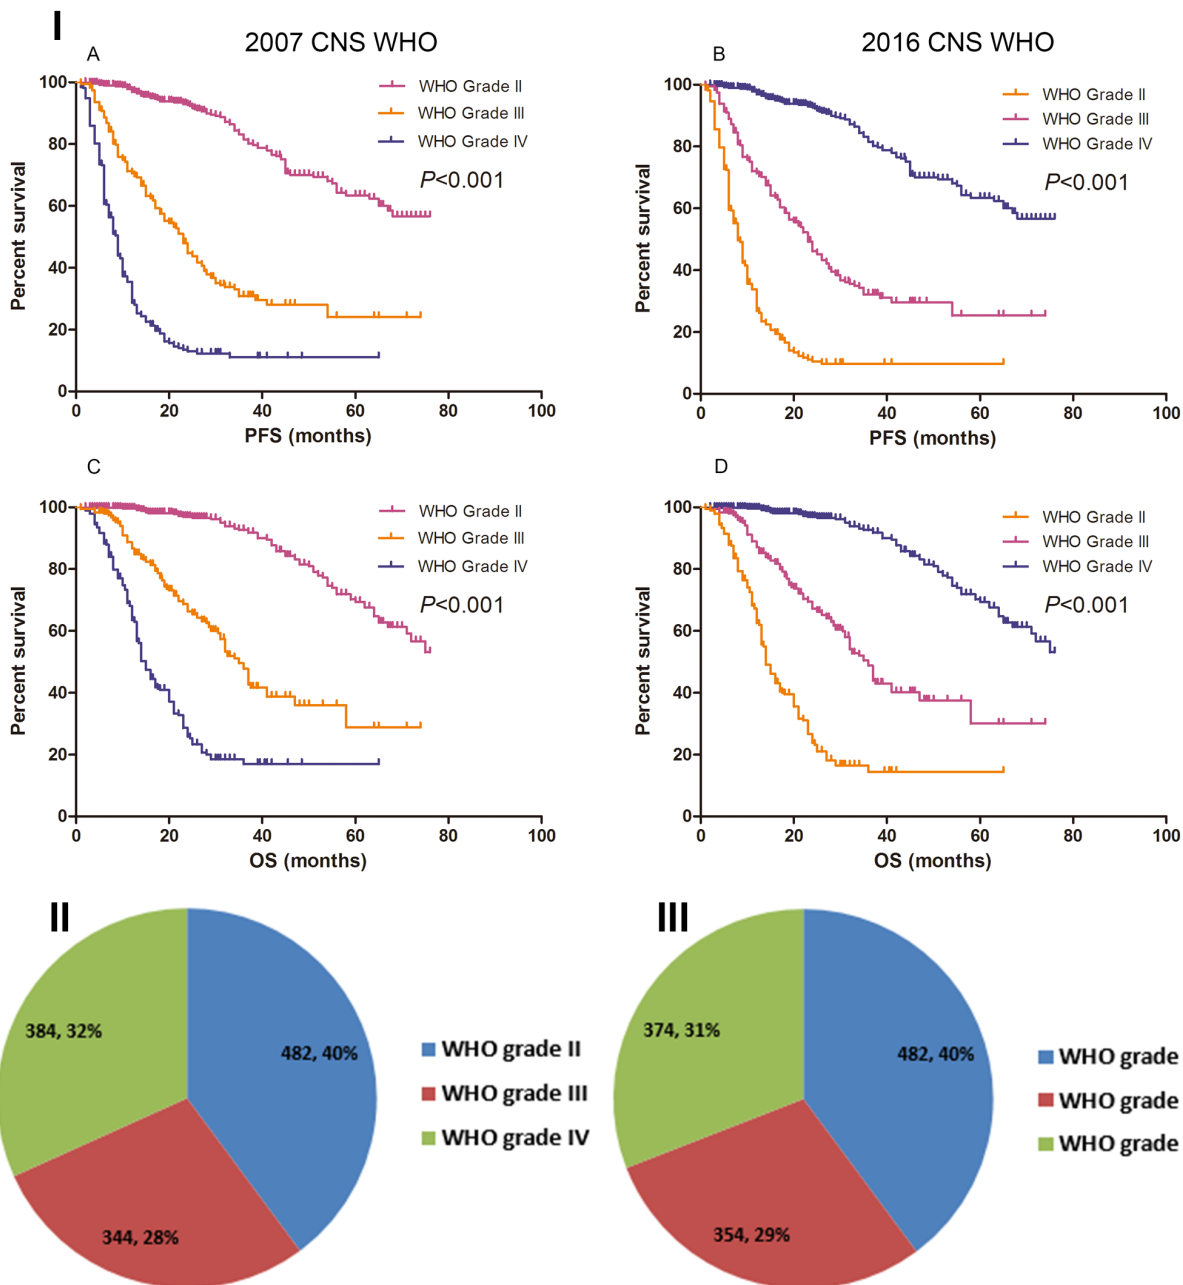 I
2007 CNS WHO
2016 CNS WHO
A
WHO Grade II
WHO Grade III
WHO Grade IV
P<0.001
Percent survival
100
80
60
40
20
0
0 20 40 60 80 100
PFS (months)
B
WHO Grade II
WHO Grade III
WHO Grade IV
P<0.001
Percent survival
100
80
60
40
20
0
0 20 40 60 80 100
PFS (months)
C
WHO Grade II
WHO Grade III
WHO Grade IV
P<0.001
Percent survival
100
80
60
40
20
0
0 20 40 60 80 100
OS (months)
D
WHO Grade II
WHO Grade III
WHO Grade IV
P<0.001
Percent survival
100
80
60
40
20
0
0 20 40 60 80 100
OS (months)
II
384, 32%
482, 40%
344, 28%
WHO grade II
WHO grade III
WHO grade IV
III
374, 31%
482, 40%
354, 29%
WHO grade
WHO grade
WHO grade